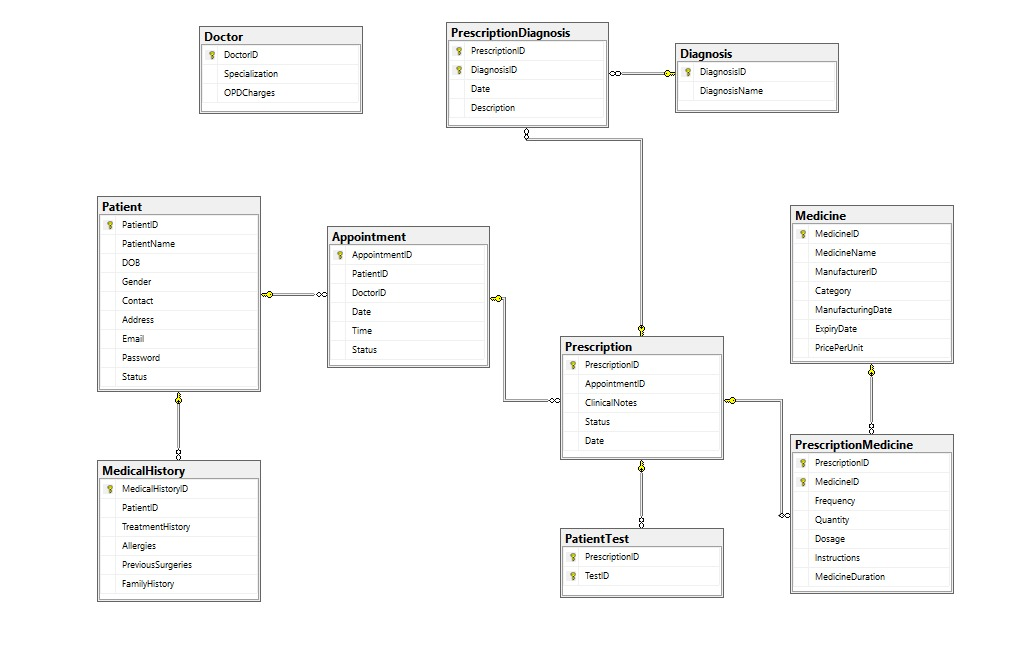 Doctor
DoctorID
Specialization
OPDCharges
PrescriptionDiagnosis
PrescriptionID
DiagnosisID
Date
Description
Diagnosis
DiagnosisID
DiagnosisName
Patient
PatientID
PatientName
DOB
Gender
Contact
Address
Email
Password
Status
Appointment
AppointmentID
PatientID
DoctorID
Date
Time
Status
Medicine
MedicineID
MedicineName
ManufacturerID
Category
ManufacturingDate
ExpiryDate
PricePerUnit
Prescription
PrescriptionID
AppointmentID
ClinicalNotes
Status
Date
MedicalHistory
MedicalHistoryID
PatientID
TreatmentHistory
Allergies
PreviousSurgeries
FamilyHistory
PatientTest
PrescriptionID
TestID
PrescriptionMedicine
PrescriptionID
MedicineID
Frequency
Quantity
Dosage
Instructions
MedicineDuration